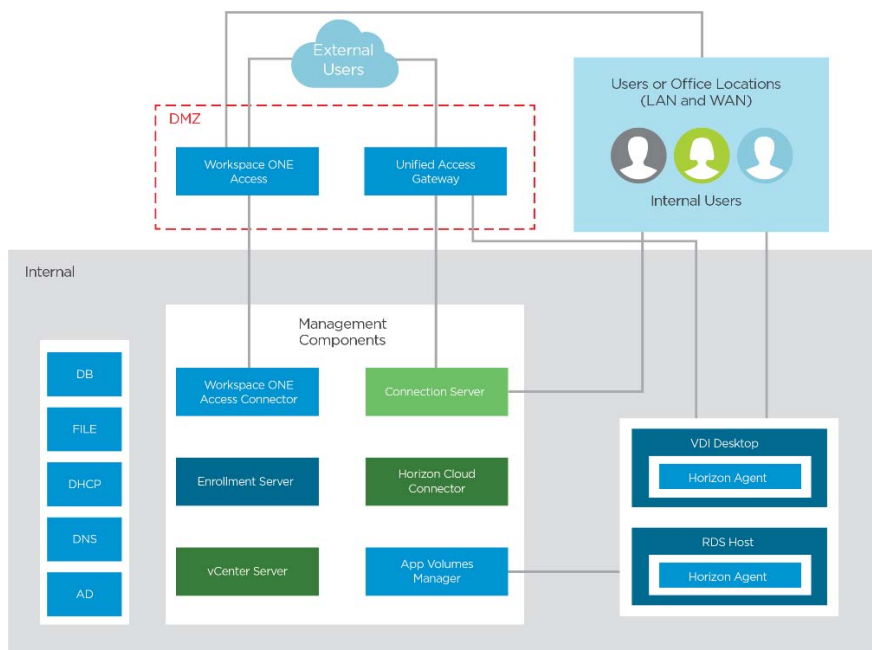 External
Users
Users or Office Locations
(LAN and WAN)
Internal Users
DMZ
Workspace ONE
Access
Unified Access
Gateway
Internal
DB
FILE
DHCP
DNS
AD
Management
Components
Workspace ONE
Access Connector
Connection Server
Enrollment Server
Horizon Cloud
Connector
vCenter Server
App Volumes
Manager
VDI Desktop
Horizon Agent
RDS Host
Horizon Agent